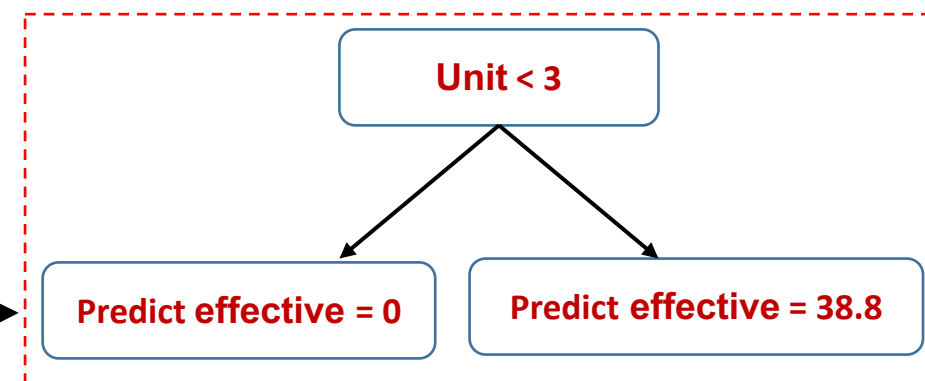 Unit < 3
Predict effective = 0
Predict effective = 38.8